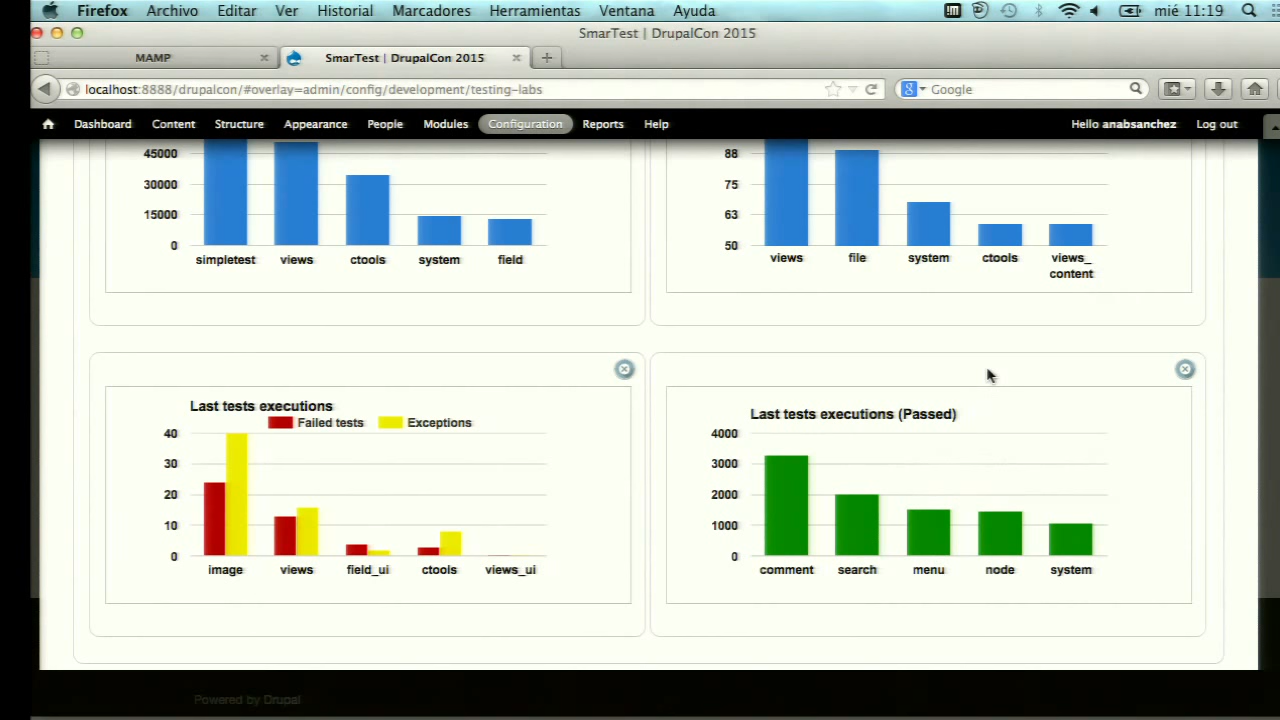 Firefox Archivo Editar Ver Historial Marcadores Herramientas Ventana Ayuda mié 11:19
SmarTest | DrupalCon 2015
MAMP SmarTest | DrupalCon 2015
localhost:8888/drupalcon/#overlay=admin/config/development/testing-labs Google
Dashboard Content Structure Appearance People Modules Configuration Reports Help Hello anabsanchez Log out
45000
30000
15000
0
simpletest views ctools system field
88
75
63
50
views file system ctools views_
content
Last tests executions
Failed tests Exceptions
40
30
20
10
0
image views field_ui ctools views_ui
Last tests executions (Passed)
4000
3000
2000
1000
0
comment search menu node system
Powered by Drupal